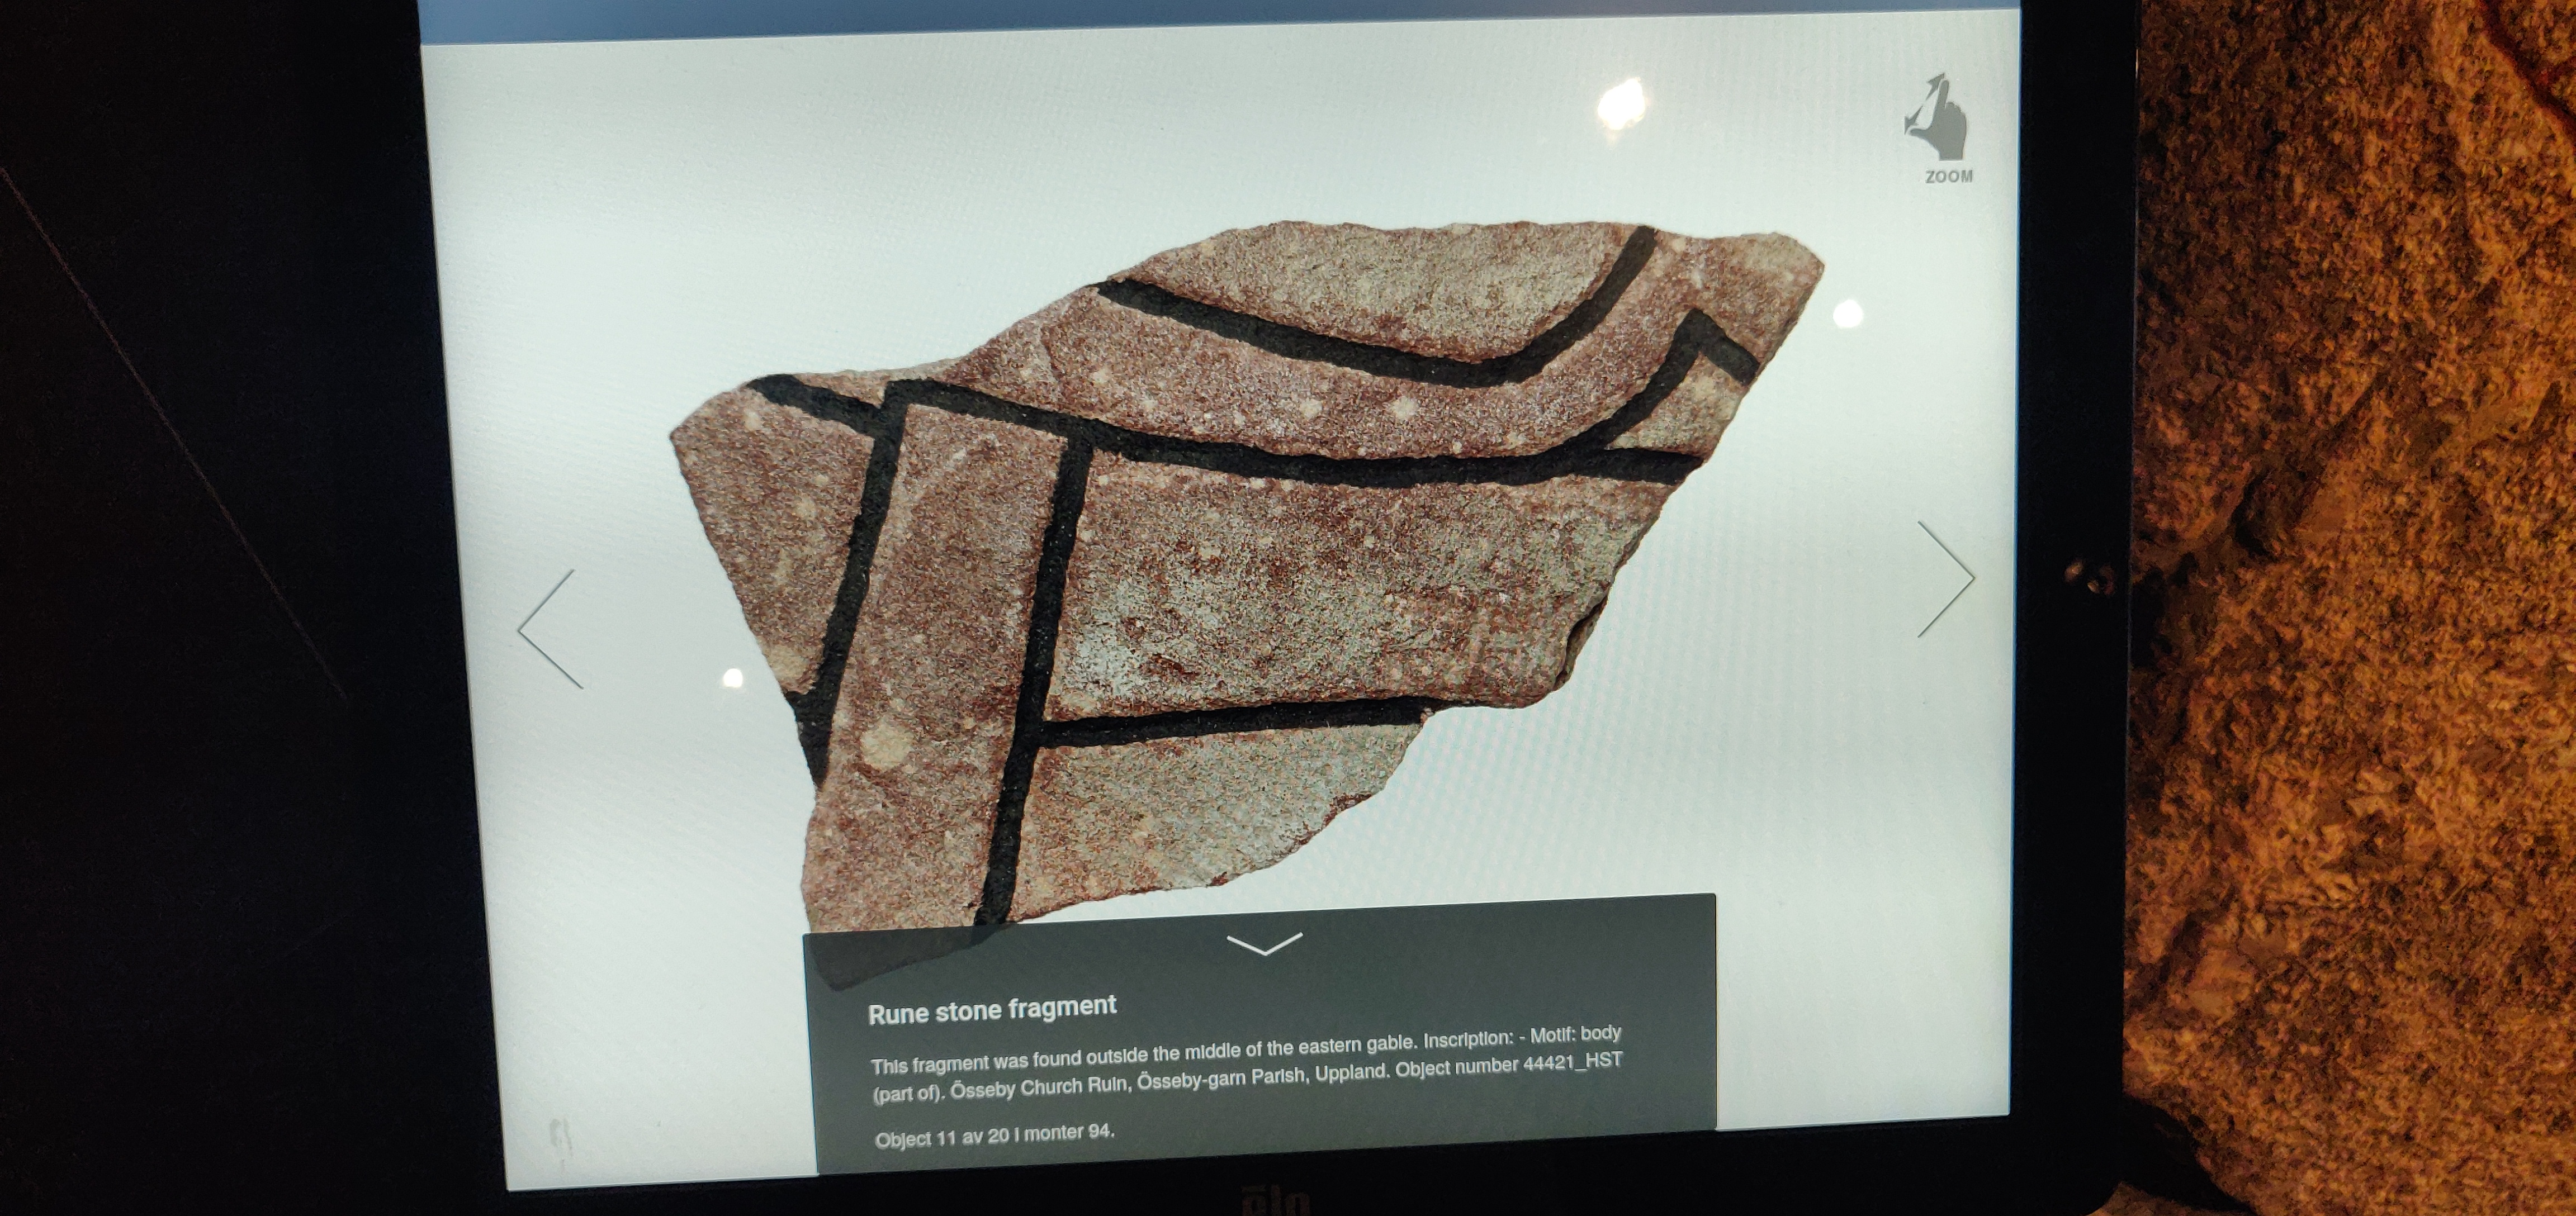 ZOOM
Rune stone fragment
This fragment was found outside the middle of the eastern gable. Inscription: - Motif: body
(part of). Össeby Church Ruin, Össeby-garn Parish, Uppland. Object number 44421_HST
Object 11 av 20 i monter 94.
elo